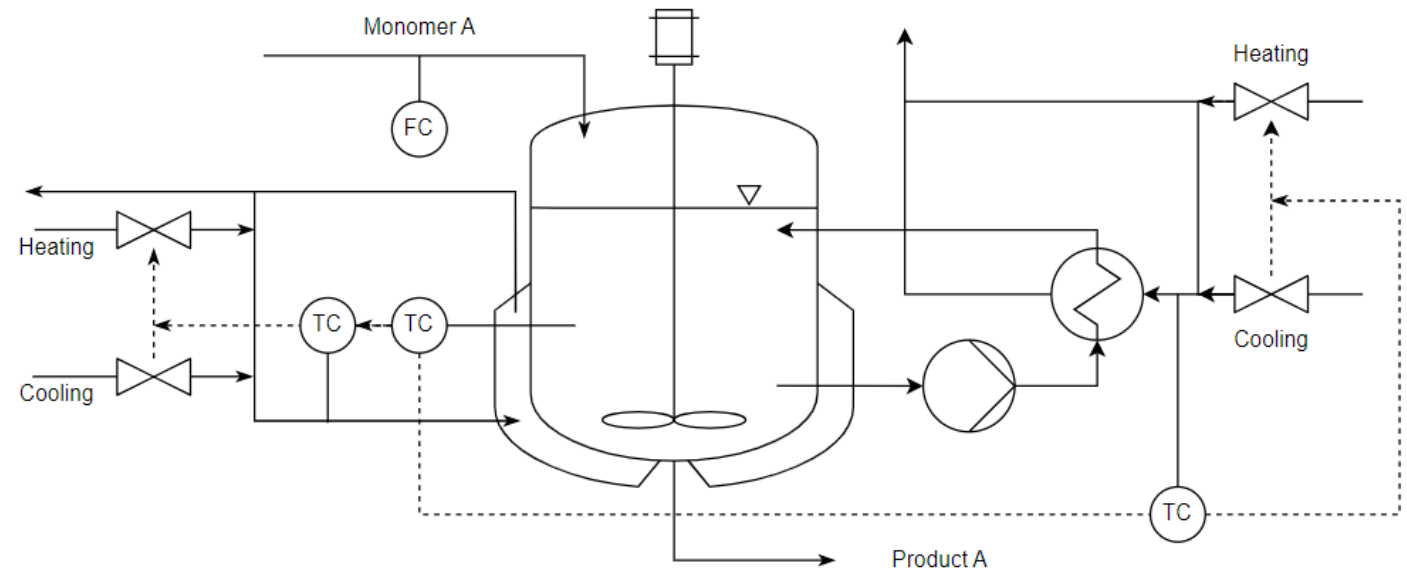 Monomer A
Heating
FC
Heating
TC
TC
Cooling
Cooling
TC
Product A